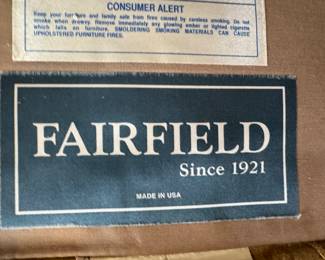 CONSUMER ALERT
Keep your furniture and family safe from fires caused by careless smoking. Do not
smoke when drowsy. Remove immediately any glowing ember or lighted cigarette
which falls on furniture. SMOLDERING SMOKING MATERIALS CAN CAUSE
UPHOLSTERED FURNITURE FIRES.
FAIRFIELD
Since 1921
MADE IN USA